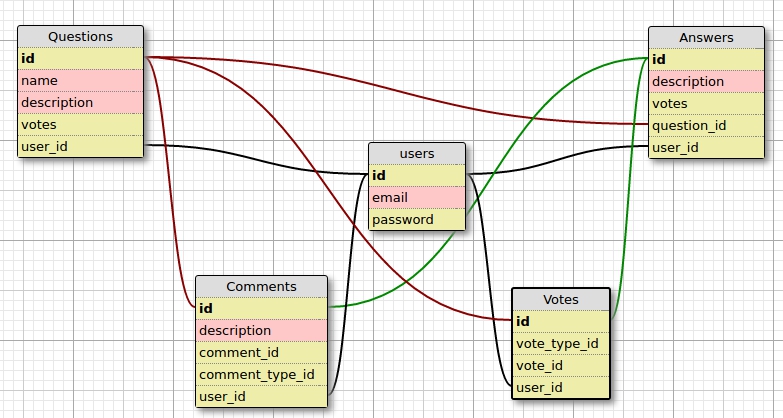 Questions
id
name
description
votes
user_id
Answers
id
description
votes
question_id
user_id
users
id
email
password
Comments
id
description
comment_id
comment_type_id
user_id
Votes
id
vote_type_id
vote_id
user_id